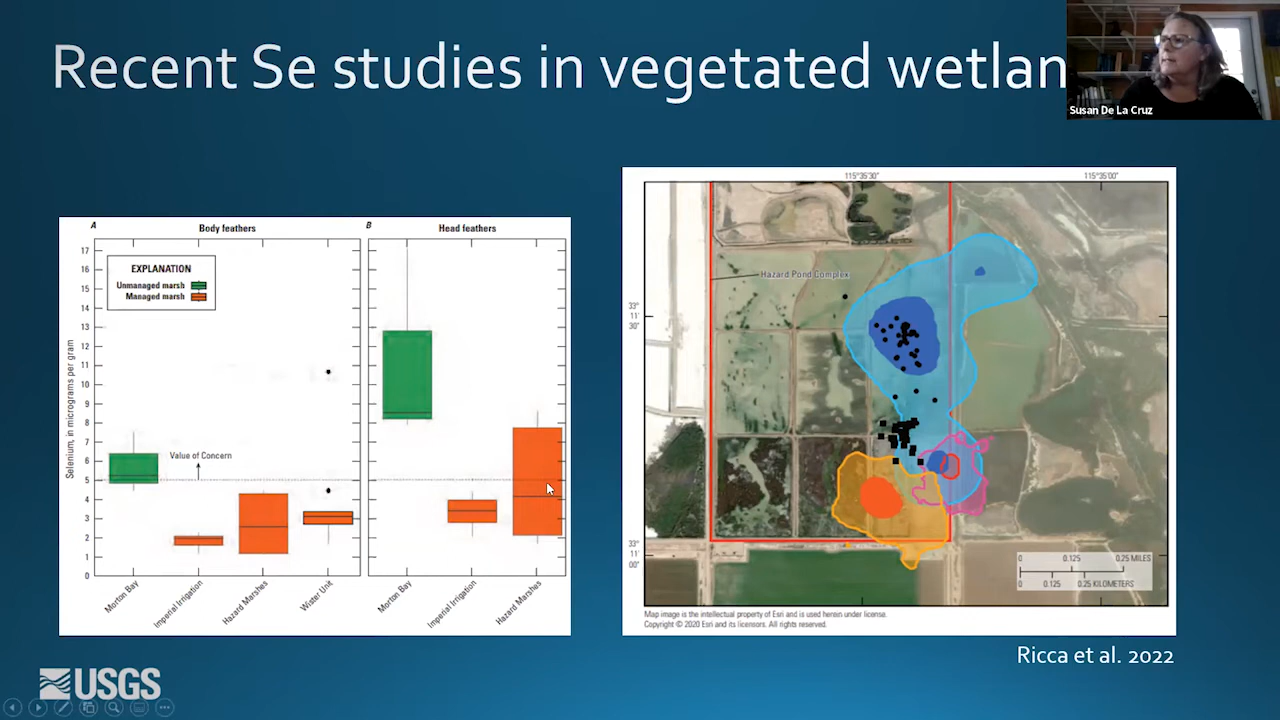 Recent Se studies in vegetated wetlan
Susan De La Cruz
A
Body feathers
B
Head feathers
EXPLANATION
Unmanaged marsh
Managed marsh
Value of Concern
Selenium, in micrograms per gram
17
16
15
14
13
12
11
10
9
8
7
6
5
4
3
2
1
0
Morton Bay
Imperial Irrigation
Hazard Marshes
Wister Unit
Morton Bay
Imperial Irrigation
Hazard Marshes
115°35'30"
115°35'00"
33°
11'
30"
33°
11'
00"
Hazard Pond Complex
0 0.125 0.25 MILES
0 0.125 0.25 KILOMETERS
Map image is the intellectual property of Esri and is used herein under license.
Copyright © 2020 Esri and its licensors. All rights reserved.
Ricca et al. 2022
USGS